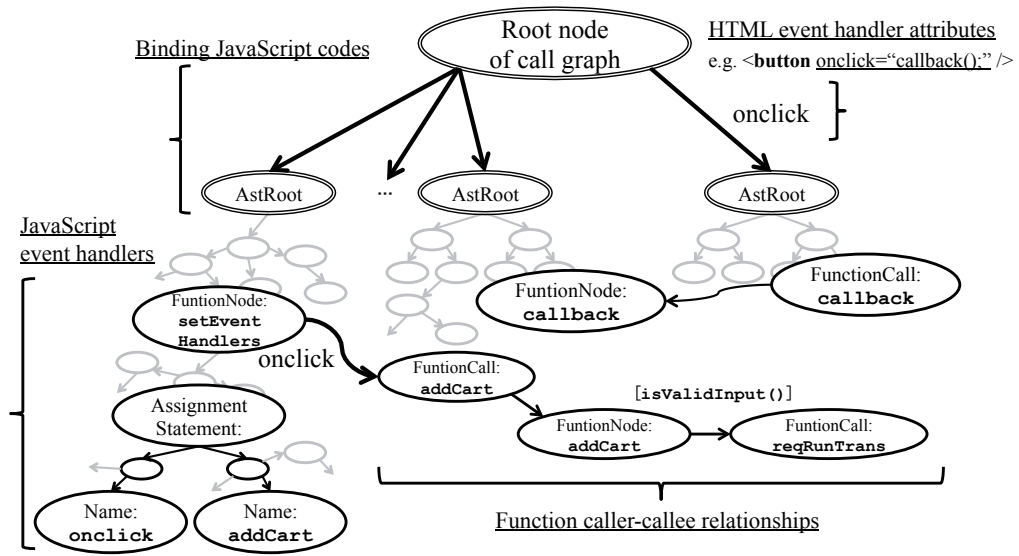 Root node
of call graph
Binding JavaScript codes
HTML event handler attributes
e.g. <button onclick=“callback();” />
onclick
AstRoot
...
AstRoot
AstRoot
JavaScript
event handlers
FuntionNode:
setEvent
Handlers
FuntionNode:
callback
FunctionCall:
callback
onclick
FuntionCall:
addCart
[isValidInput()]
Assignment
Statement:
FuntionNode:
addCart
FuntionCall:
reqRunTrans
Name:
onclick
Name:
addCart
Function caller-callee relationships